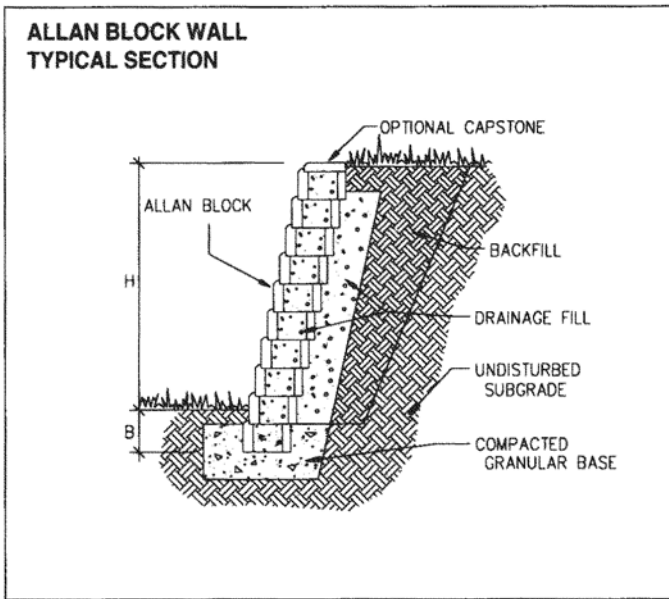 ALLAN BLOCK WALL
TYPICAL SECTION
OPTIONAL CAPSTONE
ALLAN BLOCK
BACKFILL
H
DRAINAGE FILL
UNDISTURBED
SUBGRADE
B
COMPACTED
GRANULAR BASE